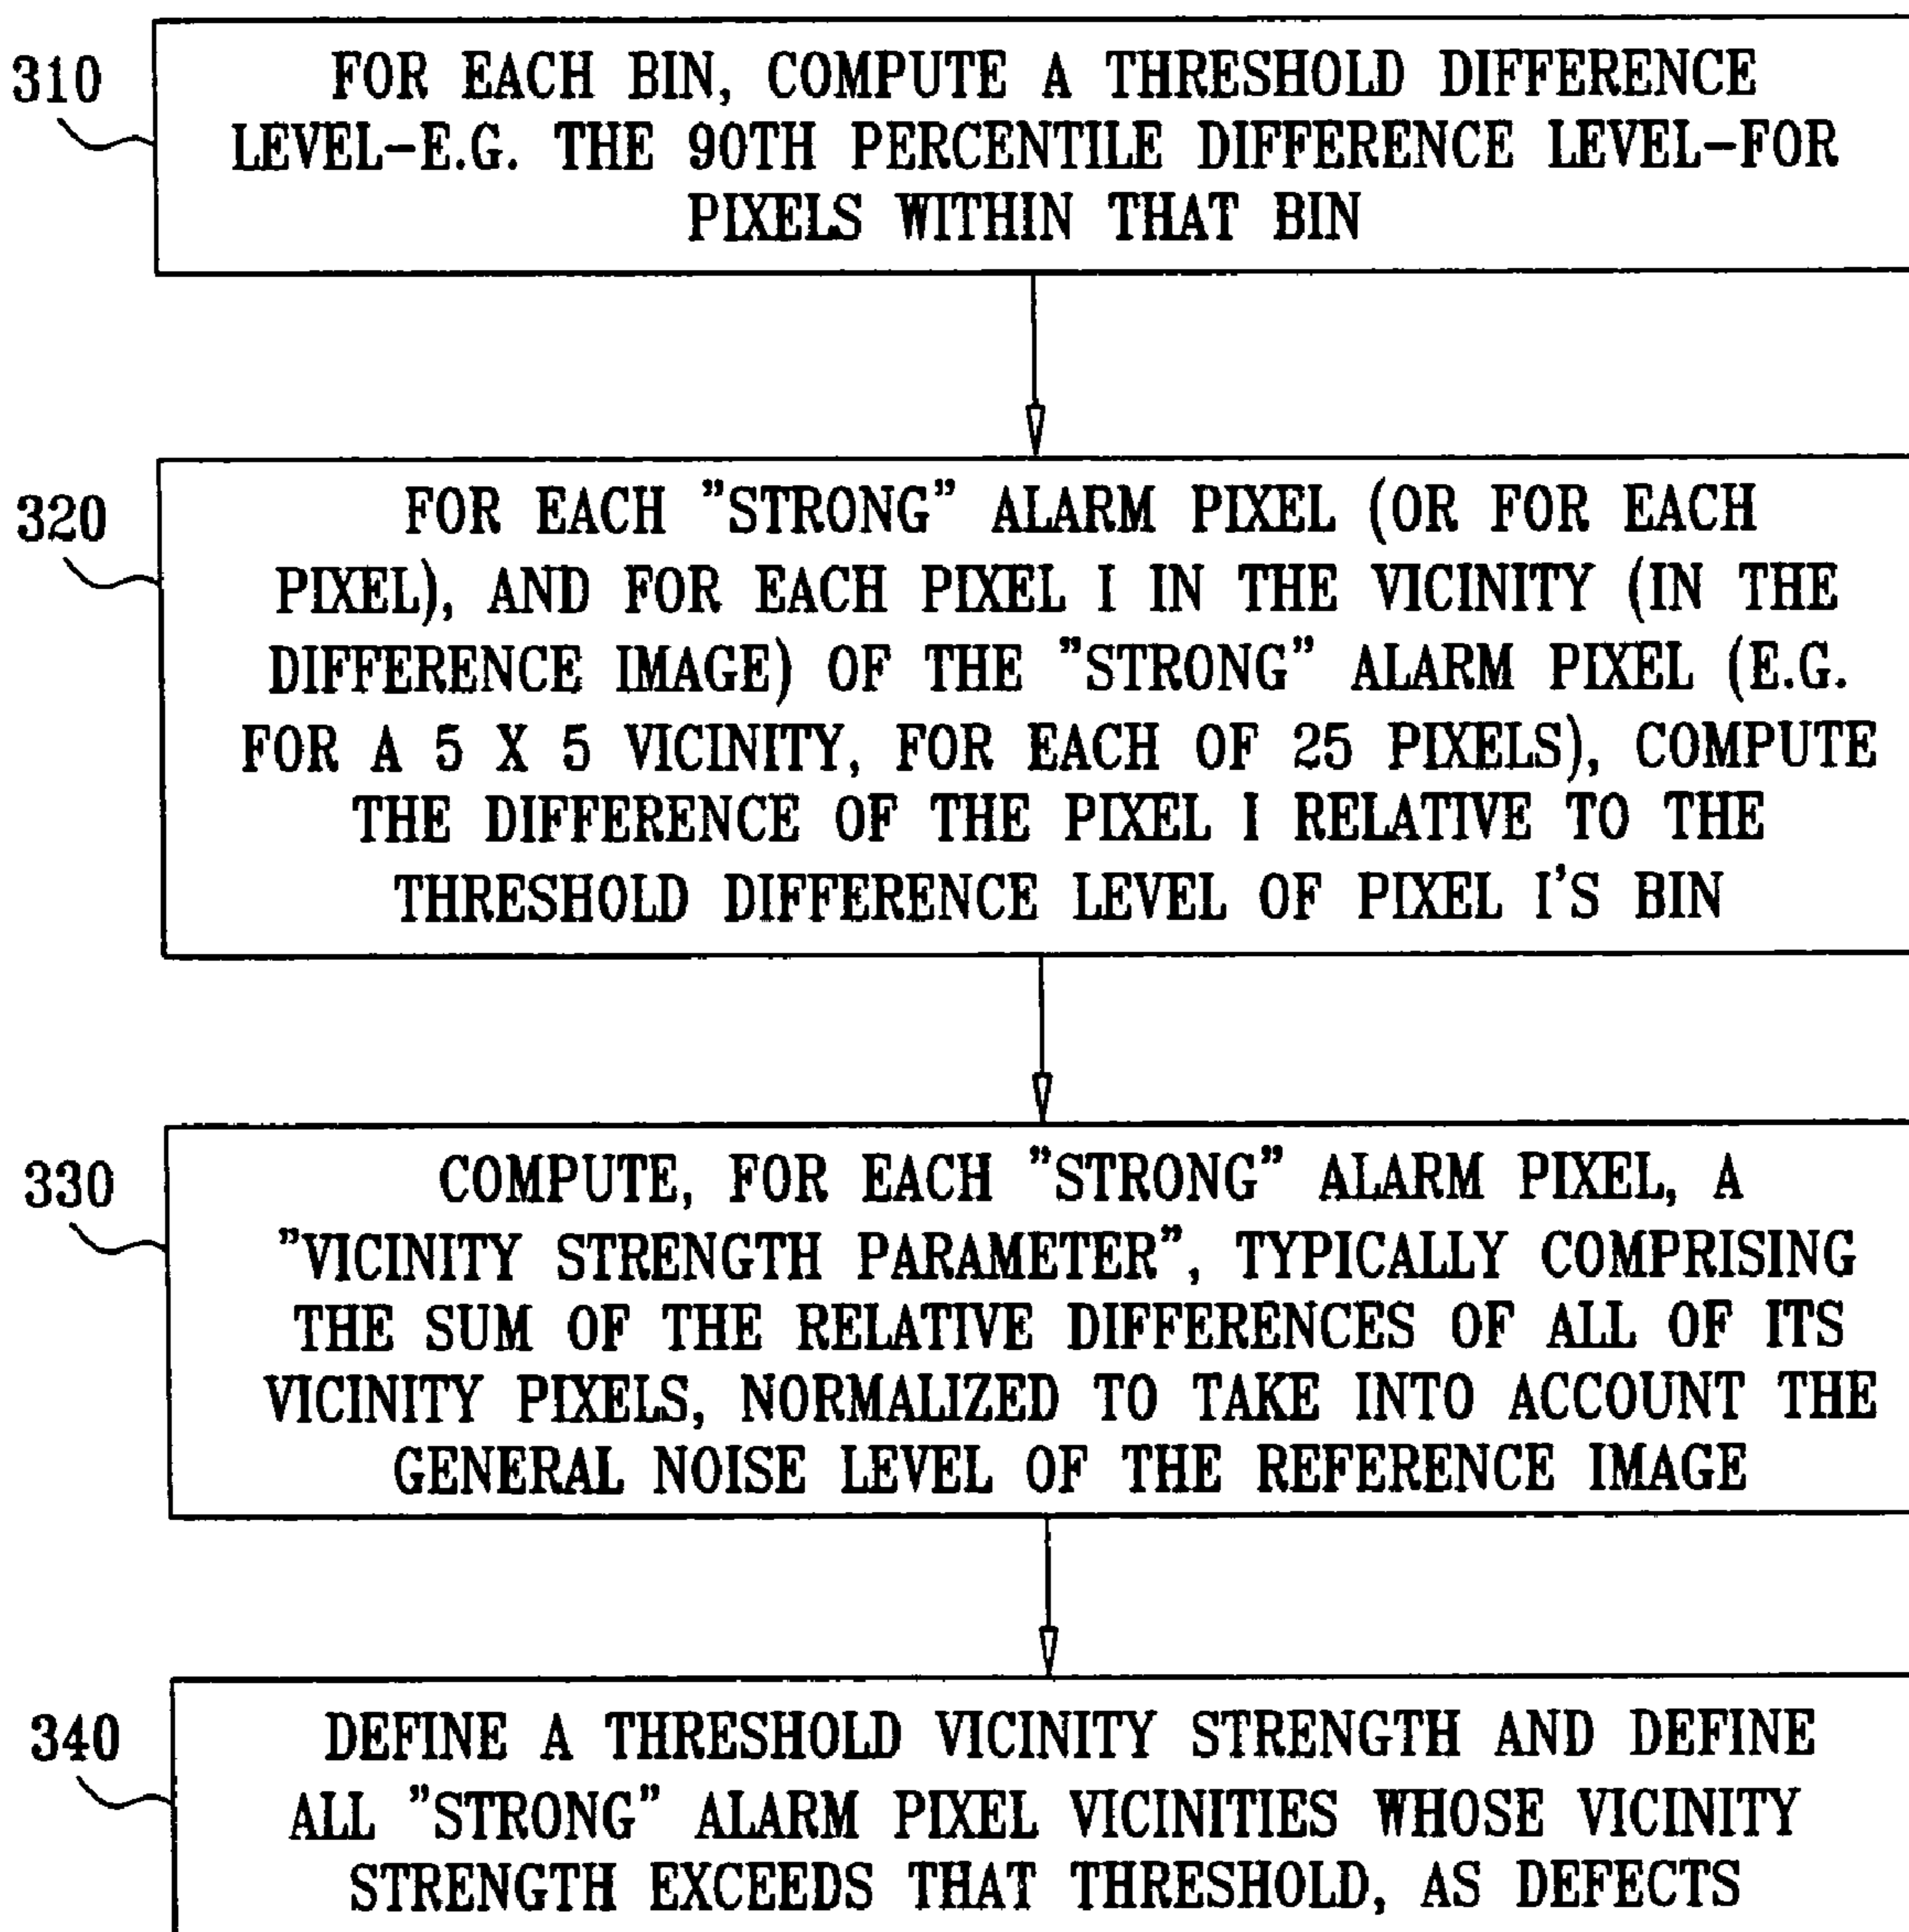 310
FOR EACH BIN, COMPUTE A THRESHOLD DIFFERENCE
LEVEL-E.G. THE 90TH PERCENTILE DIFFERENCE LEVEL-FOR
PIXELS WITHIN THAT BIN
320
FOR EACH "STRONG" ALARM PIXEL (OR FOR EACH
PIXEL), AND FOR EACH PIXEL I IN THE VICINITY (IN THE
DIFFERENCE IMAGE) OF THE "STRONG" ALARM PIXEL (E.G.
FOR A 5 X 5 VICINITY, FOR EACH OF 25 PIXELS), COMPUTE
THE DIFFERENCE OF THE PIXEL I RELATIVE TO THE
THRESHOLD DIFFERENCE LEVEL OF PIXEL I'S BIN
330
COMPUTE, FOR EACH "STRONG" ALARM PIXEL, A
"VICINITY STRENGTH PARAMETER", TYPICALLY COMPRISING
THE SUM OF THE RELATIVE DIFFERENCES OF ALL OF ITS
VICINITY PIXELS, NORMALIZED TO TAKE INTO ACCOUNT THE
GENERAL NOISE LEVEL OF THE REFERENCE IMAGE
340
DEFINE A THRESHOLD VICINITY STRENGTH AND DEFINE
ALL "STRONG" ALARM PIXEL VICINITIES WHOSE VICINITY
STRENGTH EXCEEDS THAT THRESHOLD, AS DEFECTS